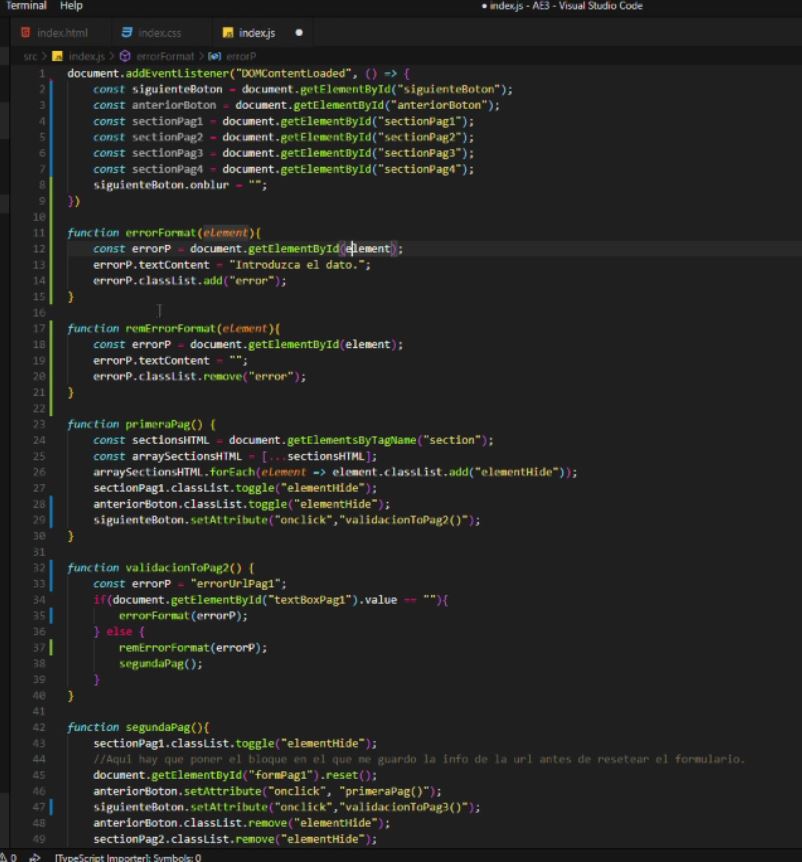 Terminal Help
• index.js - AE3 - Visual Studio Code
index.html index.css index.js
src > index.js > errorFormat > errorP
1 document.addEventListener("DOMContentLoaded", () => {
2 const siguienteBoton = document.getElementById("siguienteBoton");
3 const anteriorBoton = document.getElementById("anteriorBoton");
4 const sectionPag1 = document.getElementById("sectionPag1");
5 const sectionPag2 = document.getElementById("sectionPag2");
6 const sectionPag3 = document.getElementById("sectionPag3");
7 const sectionPag4 = document.getElementById("sectionPag4");
8 siguienteBoton.onblur = "";
9 })
10
11 function errorFormat(element){
12 const errorP = document.getElementById(element);
13 errorP.textContent = "Introduzca el dato.";
14 errorP.classList.add("error");
15 }
16
17 function remErrorFormat(element){
18 const errorP = document.getElementById(element);
19 errorP.textContent = "";
20 errorP.classList.remove("error");
21 }
22
23 function primeraPag() {
24 const sectionsHTML = document.getElementsByTagName("section");
25 const arraySectionsHTML = [...sectionsHTML];
26 arraySectionsHTML.forEach(element => element.classList.add("elementHide"));
27 sectionPag1.classList.toggle("elementHide");
28 anteriorBoton.classList.toggle("elementHide");
29 siguienteBoton.setAttribute("onclick","validacionToPag2()");
30 }
31
32 function validacionToPag2() {
33 const errorP = "errorUrlPag1";
34 if(document.getElementById("textBoxPag1").value == ""){
35 errorFormat(errorP);
36 } else {
37 remErrorFormat(errorP);
38 segundaPag();
39 }
40 }
41
42 function segundaPag(){
43 sectionPag1.classList.toggle("elementHide");
44 //Aquí hay que poner el bloque en el que me guardo la info de la url antes de resetear el formulario.
45 document.getElementById("formPag1").reset();
46 anteriorBoton.setAttribute("onclick", "primeraPag()");
47 siguienteBoton.setAttribute("onclick","validacionToPag3()");
48 anteriorBoton.classList.remove("elementHide");
49 sectionPag2.classList.remove("elementHide");
0 [TypeScript Importer]: Symbols: 0